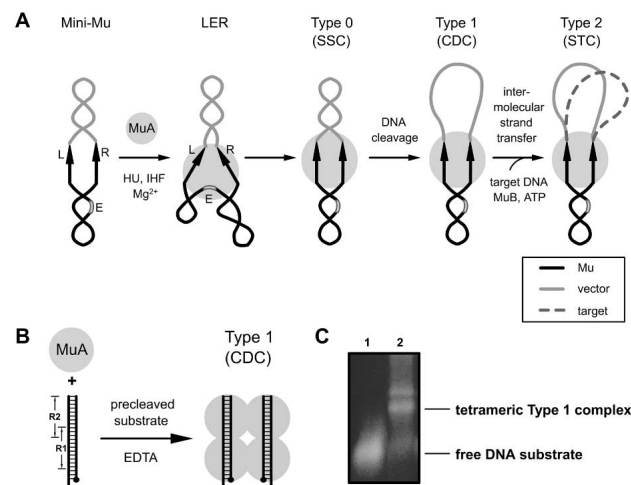 A
Mini-Mu
LER
Type 0
(SSC)
Type 1
(CDC)
Type 2
(STC)
MuA
HU, IHF
Mg2+
L
R
E
L
R
E
DNA
cleavage
inter-
molecular
strand
transfer
target DNA
MuB, ATP
Mu
vector
target
B
MuA
+
R2
R1
precleaved
substrate
EDTA
Type 1
(CDC)
C
1 2
tetrameric Type 1 complex
free DNA substrate